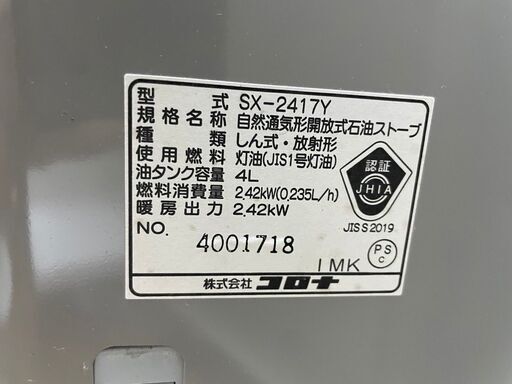 型式 SX-2417Y
規格名称 自然通気形開放式石油ストーブ
種類 しん式・放射形
使用燃料 灯油(JIS1号灯油)
油タンク容量 4L
燃料消費量 2.42kW(0.235L/h)
暖房出力 2.42kW
NO. 4001718
認証
JHIA
JIS S 2019
1MK
PS
C
株式会社コロナ